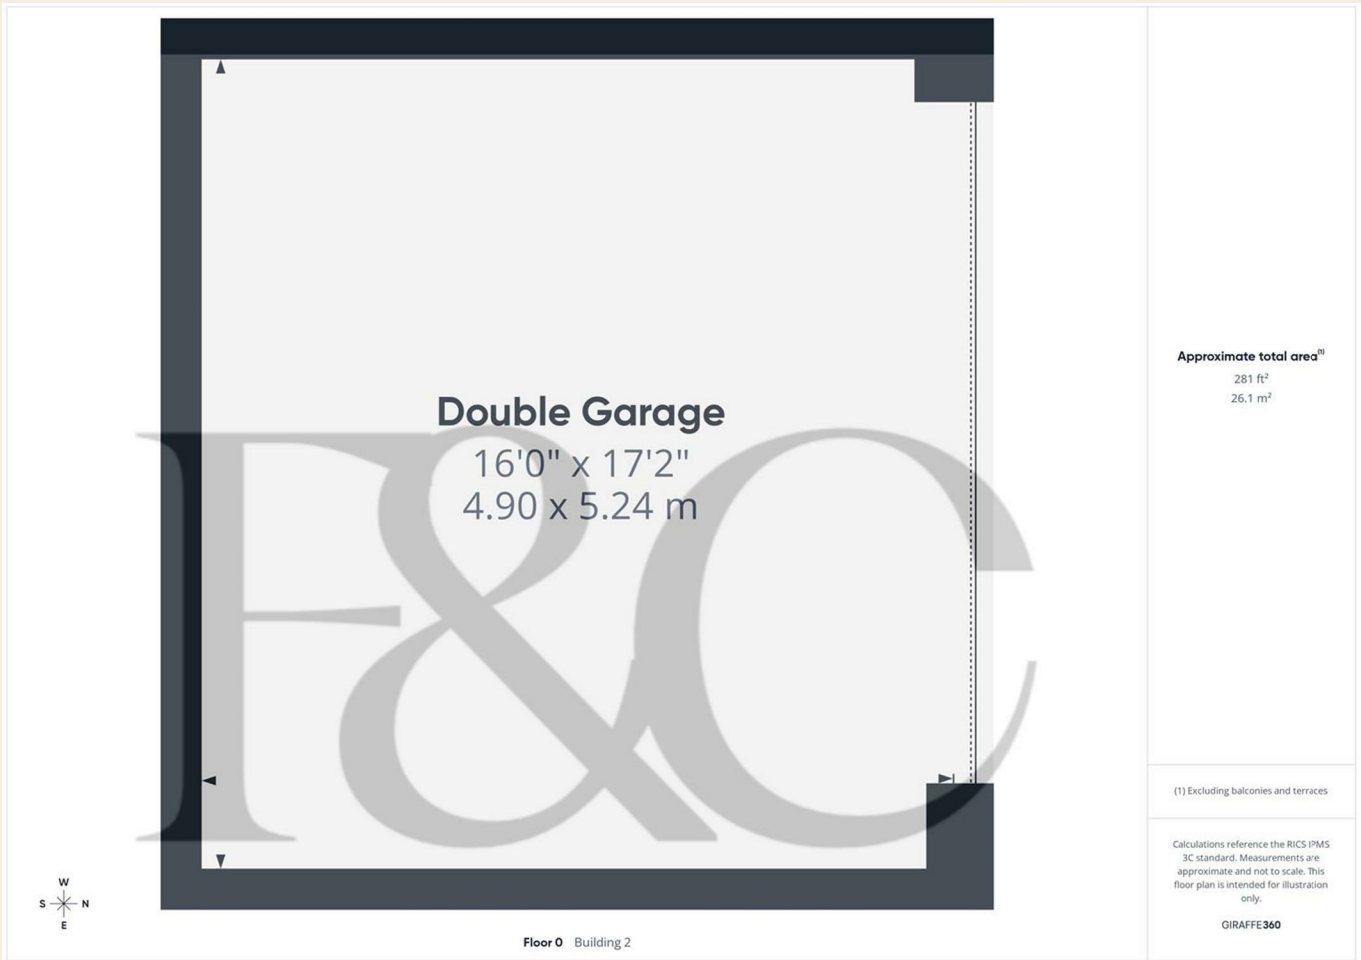 Double Garage
16'0" x 17'2"
4.90 x 5.24 m
F&C
Approximate total area(1)
281 ft²
26.1 m²
(1) Excluding balconies and terraces
Calculations reference the RICS IPMS
3C standard. Measurements are
approximate and not to scale. This
floor plan is intended for illustration
only.
GIRAFFE360
W
S N
E
Floor 0 Building 2